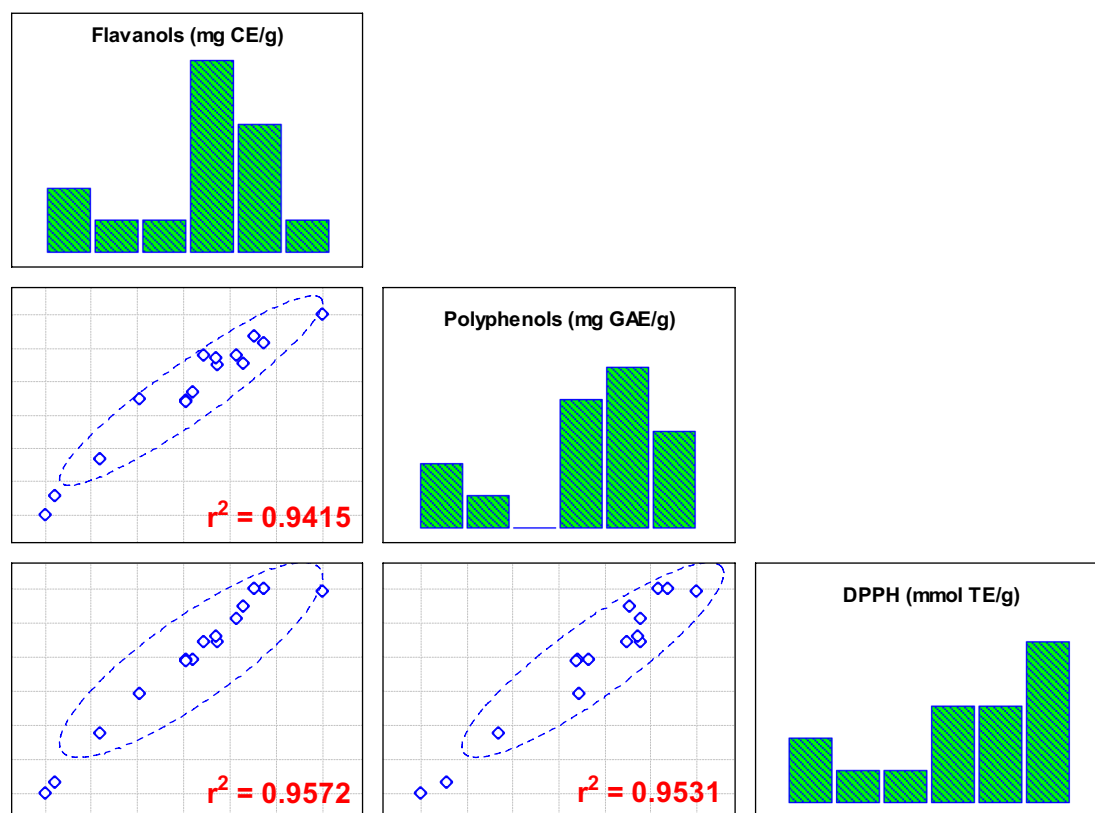 Flavanols (mg CE/g)
Polyphenols (mg GAE/g)
r² = 0.9415
DPPH (mmol TE/g)
r² = 0.9572
r² = 0.9531